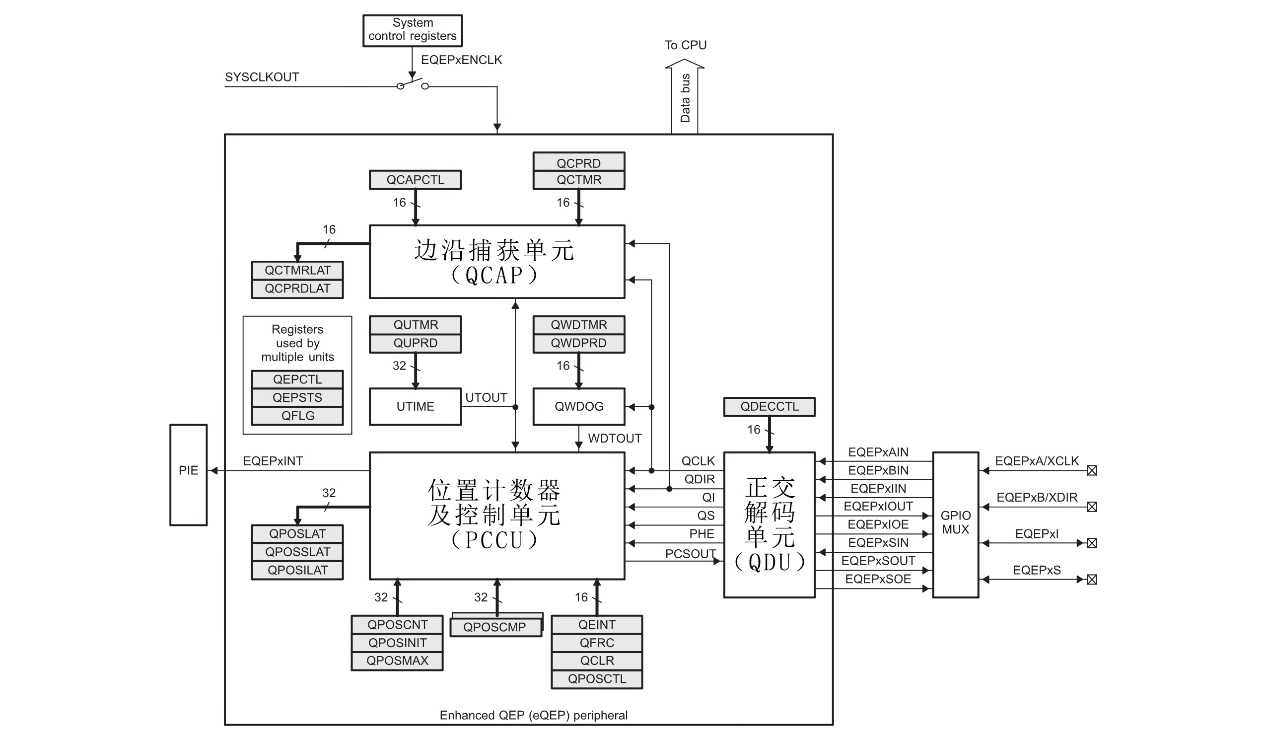 System
control registers
To CPU
EQEPxENCLK
SYSCLKOUT
Data bus
QCPRD
QCAPCTL
QCTMR
16
16
16
边沿捕获单元
（QCAP）
QCTMRLAT
QCPRDLAT
Registers
used by
multiple units
QEPCTL
QEPSTS
QFLG
QUTMR
QUPRD
32
QWDTMR
QWDPRD
16
UTIME
UTOUT
QWDOG
WDTOUT
QDECCTL
16
PIE
EQEPxINT
32
QPOSLAT
QPOSSLAT
QPOSILAT
位置计数器
及控制单元
（PCCU）
QCLK
QDIR
QI
QS
PHE
PCSOUT
正交
解码
单元
（QDU）
EQEPxAIN
EQEPxBIN
EQEPxIIN
EQEPxIOUT
EQEPxIOE
EQEPxSIN
EQEPxSOUT
EQEPxSOE
GPIO
MUX
EQEPxA/XCLK
EQEPxB/XDIR
EQEPxI
EQEPxS
32
32
16
QPOSCNT
QPOSINIT
QPOSMAX
QPOSCMP
QEINT
QFRC
QCLR
QPOSCTL
Enhanced QEP (eQEP) peripheral